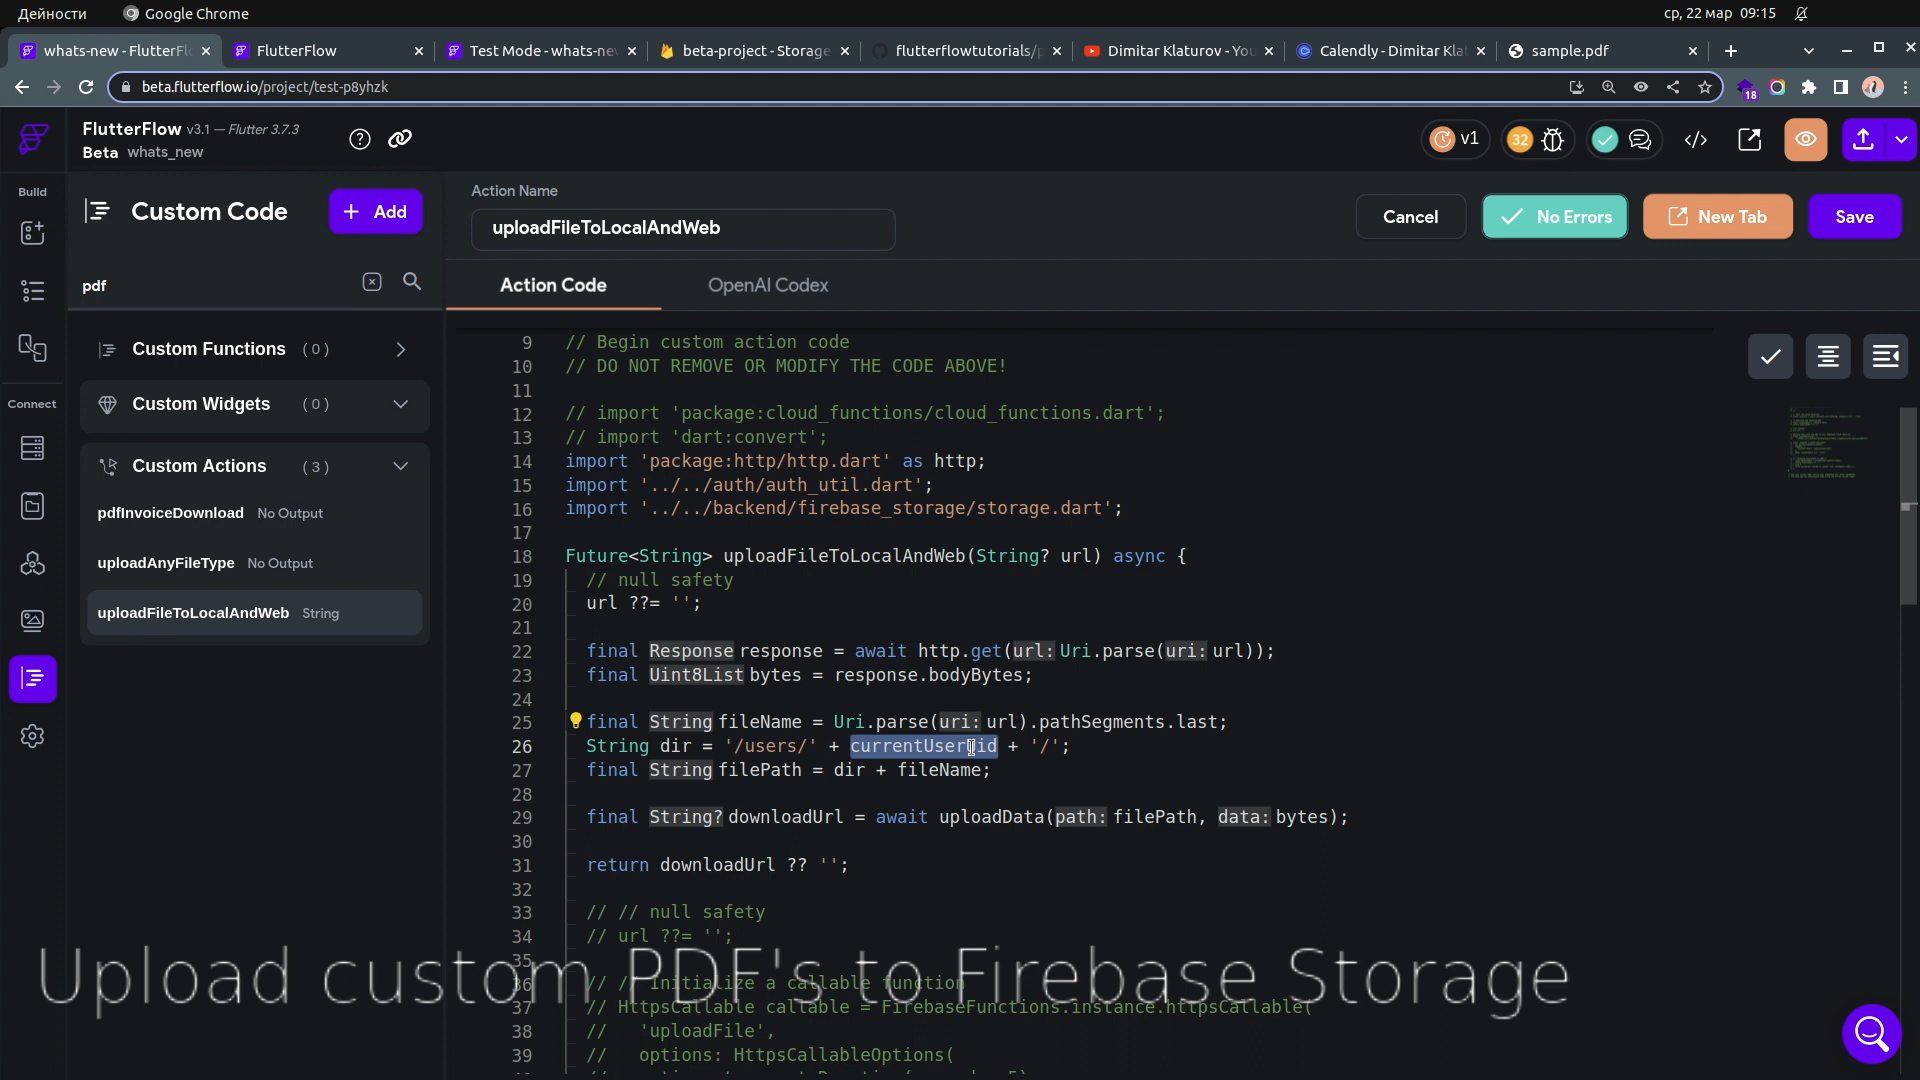 Дейности
Google Chrome
ср, 22 мар 09:15
whats-new - FlutterFl
FlutterFlow
Test Mode - whats-ne
beta-project - Storage
flutterflowtutorials/p
Dimitar Klaturov - You
Calendly - Dimitar Klat
sample.pdf
beta.flutterflow.io/project/test-p8yhzk
18
FlutterFlow v3.1 — Flutter 3.7.3
Beta whats_new
v1
32
Build
Connect
Custom Code
Add
pdf
Custom Functions ( 0 )
Custom Widgets ( 0 )
Custom Actions ( 3 )
pdfInvoiceDownload No Output
uploadAnyFileType No Output
uploadFileToLocalAndWeb String
Action Name
uploadFileToLocalAndWeb
Cancel
No Errors
New Tab
Save
Action Code
OpenAI Codex
9 // Begin custom action code
10 // DO NOT REMOVE OR MODIFY THE CODE ABOVE!
11
12 // import 'package:cloud_functions/cloud_functions.dart';
13 // import 'dart:convert';
14 import 'package:http/http.dart' as http;
15 import '../../auth/auth_util.dart';
16 import '../../backend/firebase_storage/storage.dart';
17
18 Future<String> uploadFileToLocalAndWeb(String? url) async {
19 // null safety
20 url ??= '';
21
22 final Response response = await http.get(url: Uri.parse(uri: url));
23 final Uint8List bytes = response.bodyBytes;
24
25 final String fileName = Uri.parse(uri: url).pathSegments.last;
26 String dir = '/users/' + currentUserUid + '/';
27 final String filePath = dir + fileName;
28
29 final String? downloadUrl = await uploadData(path: filePath, data: bytes);
30
31 return downloadUrl ?? '';
32
33 // // null safety
34 // url ??= '';
35
36 // // Initialize a callable function
37 // HttpsCallable callable = FirebaseFunctions.instance.httpsCallable(
38 // 'uploadFile',
39 // options: HttpsCallableOptions(
Upload custom PDF's to Firebase Storage